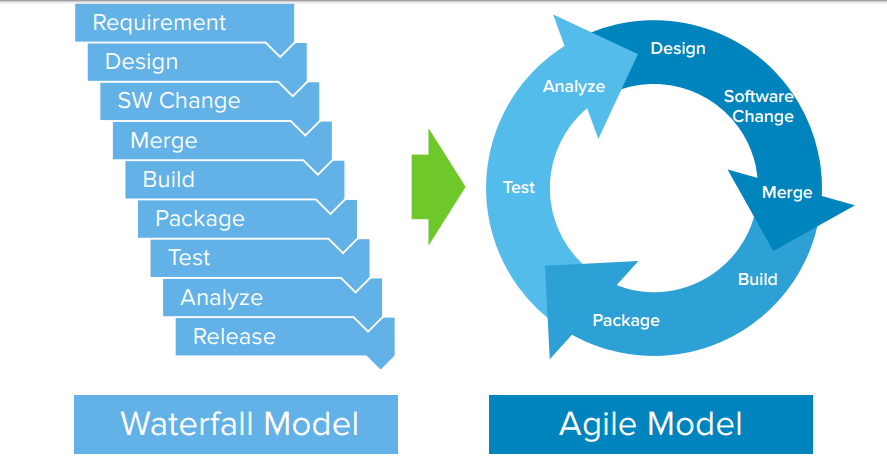 Requirement
Design
SW Change
Merge
Build
Package
Test
Analyze
Release
Waterfall Model
Design
Software
Change
Merge
Build
Package
Test
Analyze
Agile Model